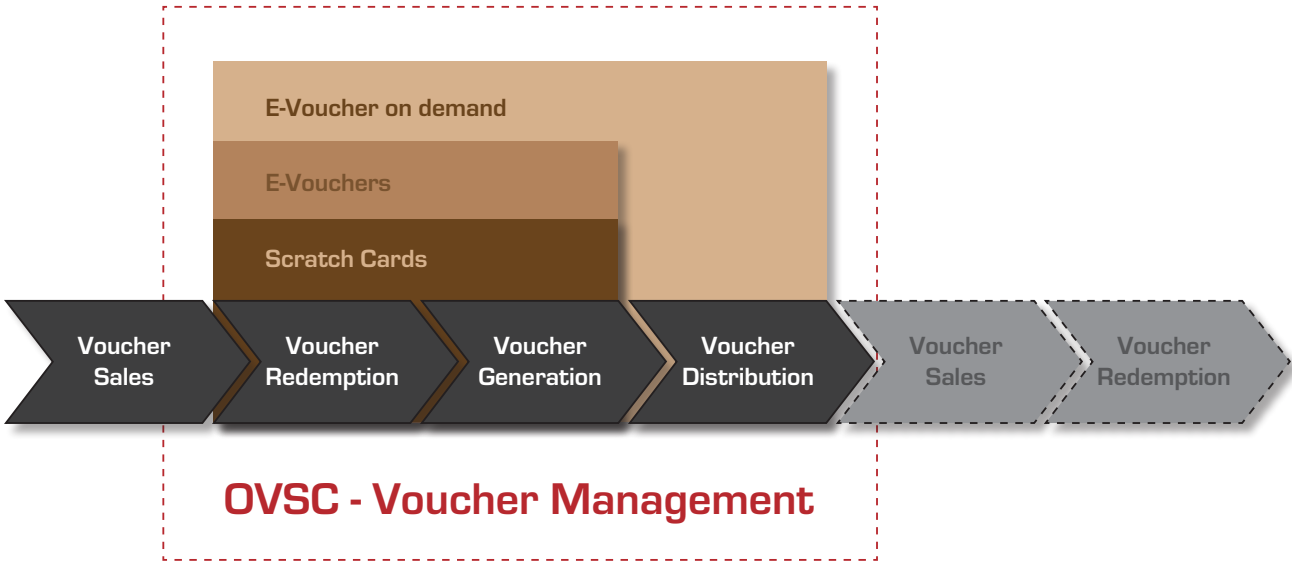 E-Voucher on demand
E-Vouchers
Scratch Cards
Voucher
Sales
Voucher
Redemption
Voucher
Generation
Voucher
Distribution
Voucher
Sales
Voucher
Redemption
OVSC - Voucher Management